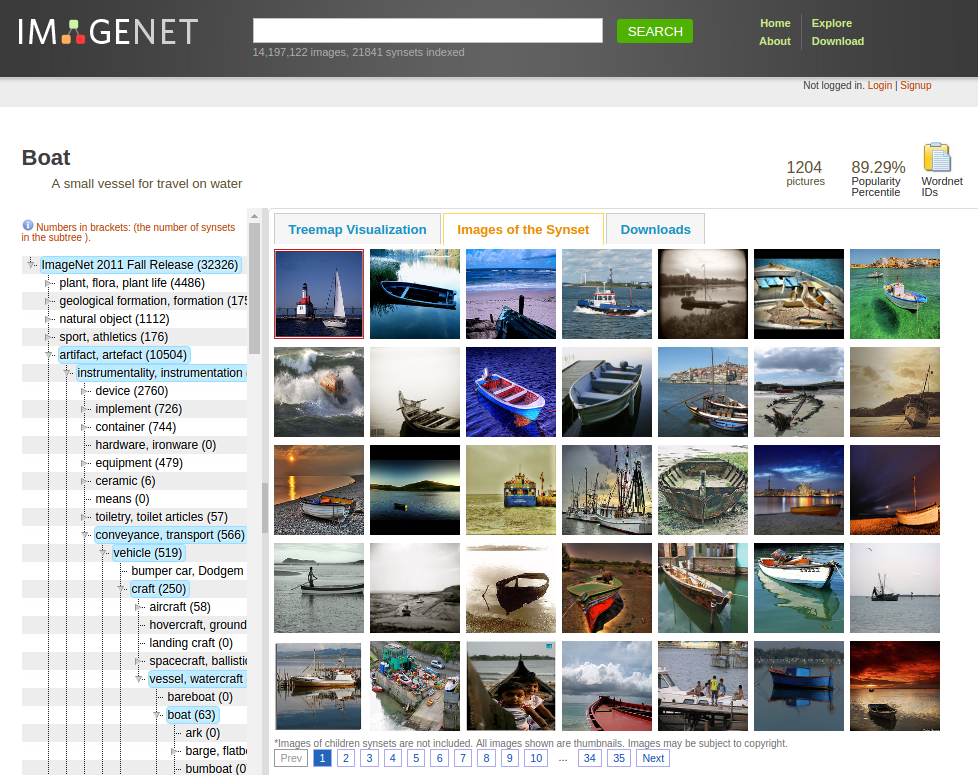 IMAGENET
SEARCH
14,197,122 images, 21841 synsets indexed
Home
Explore
About
Download
Not logged in. Login | Signup
Boat
A small vessel for travel on water
1204
pictures
89.29%
Popularity
Percentile
Wordnet
IDs
Numbers in brackets: (the number of synsets
in the subtree ).
ImageNet 2011 Fall Release (32326)
plant, flora, plant life (4486)
geological formation, formation (175
natural object (1112)
sport, athletics (176)
artifact, artefact (10504)
instrumentality, instrumentation (
device (2760)
implement (726)
container (744)
hardware, ironware (0)
equipment (479)
ceramic (6)
means (0)
toiletry, toilet articles (57)
conveyance, transport (566)
vehicle (519)
bumper car, Dodgem
craft (250)
aircraft (58)
hovercraft, ground
landing craft (0)
spacecraft, ballistic
vessel, watercraft
bareboat (0)
boat (63)
ark (0)
barge, flatbo
bumboat (0
Treemap Visualization
Images of the Synset
Downloads
*Images of children synsets are not included. All images shown are thumbnails. Images may be subject to copyright.
Prev 1 2 3 4 5 6 7 8 9 10 ... 34 35 Next